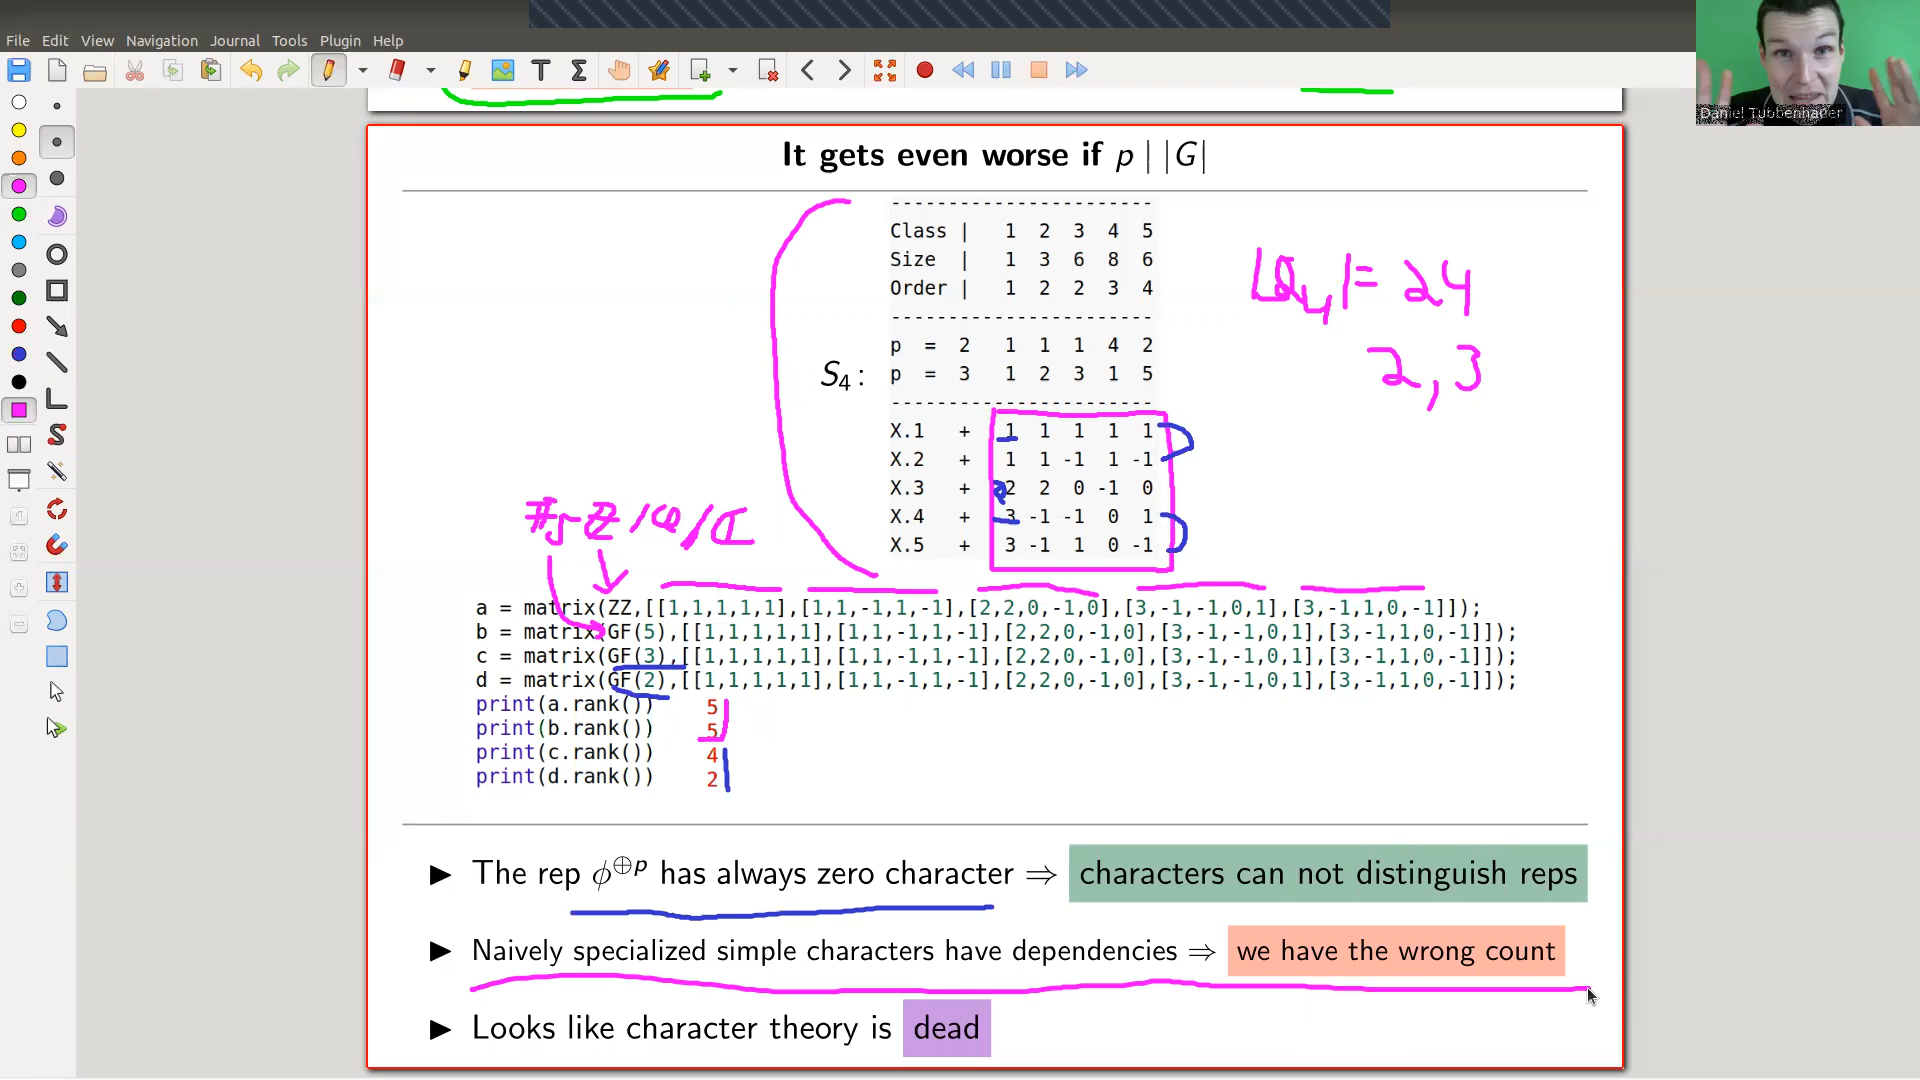 File Edit View Navigation Journal Tools Plugin Help
Daniel Tubbenhauer
It gets even worse if p | |G|
Class | 1 2 3 4 5
Size | 1 3 6 8 6
Order | 1 2 2 3 4
|S₄| = 24
2, 3
p = 2 1 1 1 4 2
S₄: p = 3 1 2 3 1 5
X.1 + 1 1 1 1 1
X.2 + 1 1 -1 1 -1
X.3 + 2 2 0 -1 0
X.4 + 3 -1 -1 0 1
X.5 + 3 -1 1 0 -1
a = matrix(ZZ,[[1,1,1,1,1],[1,1,-1,1,-1],[2,2,0,-1,0],[3,-1,-1,0,1],[3,-1,1,0,-1]]);
b = matrix(GF(5),[[1,1,1,1,1],[1,1,-1,1,-1],[2,2,0,-1,0],[3,-1,-1,0,1],[3,-1,1,0,-1]]);
c = matrix(GF(3),[[1,1,1,1,1],[1,1,-1,1,-1],[2,2,0,-1,0],[3,-1,-1,0,1],[3,-1,1,0,-1]]);
d = matrix(GF(2),[[1,1,1,1,1],[1,1,-1,1,-1],[2,2,0,-1,0],[3,-1,-1,0,1],[3,-1,1,0,-1]]);
print(a.rank()) 5
print(b.rank()) 5
print(c.rank()) 4
print(d.rank()) 2
▶ The rep ϕ^⊕p has always zero character ⇒ characters can not distinguish reps
▶ Naively specialized simple characters have dependencies ⇒ we have the wrong count
▶ Looks like character theory is dead